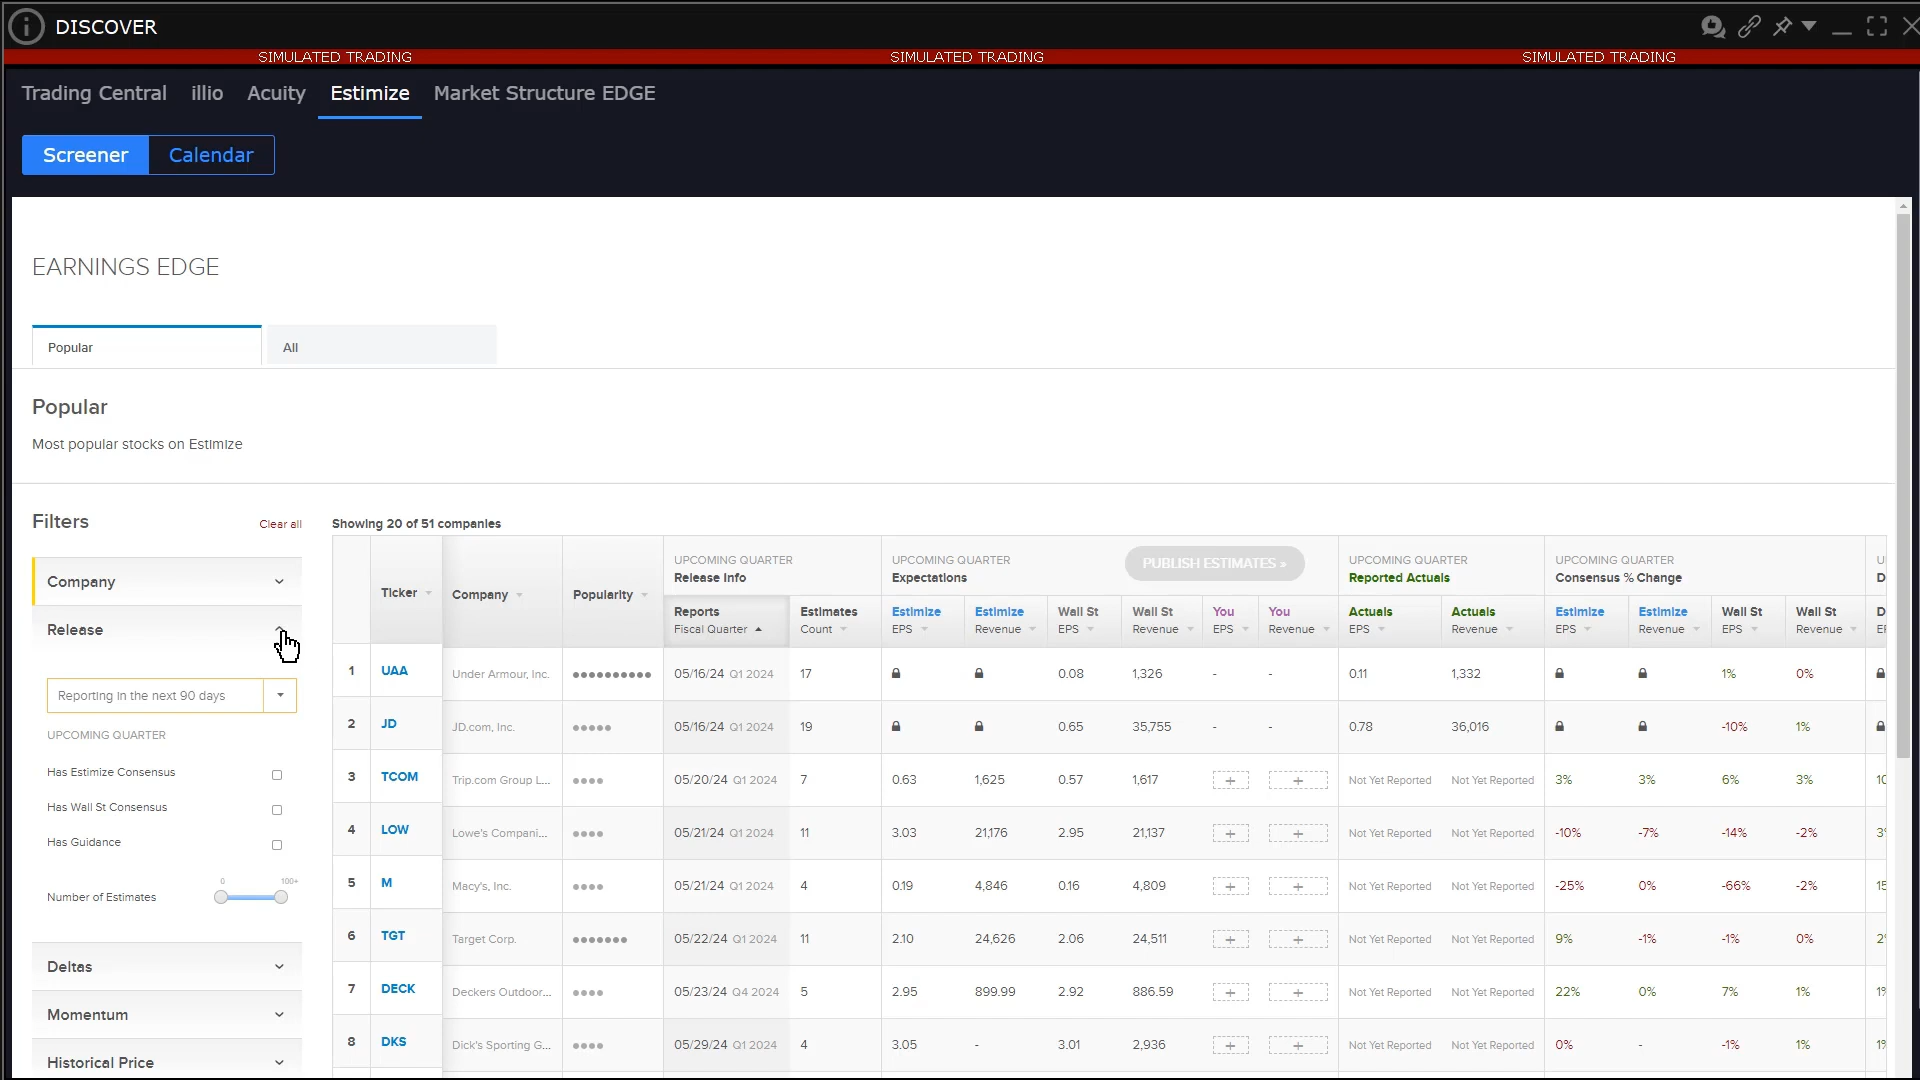 DISCOVER
SIMULATED TRADING SIMULATED TRADING SIMULATED TRADING
Trading Central illio Acuity Estimize Market Structure EDGE
Screener Calendar
EARNINGS EDGE
Popular All
Popular
Most popular stocks on Estimize
Filters Clear all
Company
Release
Reporting in the next 90 days
UPCOMING QUARTER
Has Estimize Consensus
Has Wall St Consensus
Has Guidance
0 100+
Number of Estimates
Deltas
Momentum
Historical Price
Showing 20 of 51 companies
UPCOMING QUARTER UPCOMING QUARTER PUBLISH ESTIMATES » UPCOMING QUARTER UPCOMING QUARTER
Release Info Expectations Reported Actuals Consensus % Change
Ticker Company Popularity
Reports Estimates Estimize Estimize Wall St Wall St You You Actuals Actuals Estimize Estimize Wall St Wall St
Fiscal Quarter Count EPS Revenue EPS Revenue EPS Revenue EPS Revenue EPS Revenue EPS Revenue
1 UAA Under Armour, Inc. 05/16/24 Q1 2024 17 0.08 1,326 - - 0.11 1,332 1% 0%
2 JD JD.com, Inc. 05/16/24 Q1 2024 19 0.65 35,755 - - 0.78 36,016 -10% 1%
3 TCOM Trip.com Group L... 05/20/24 Q1 2024 7 0.63 1,625 0.57 1,617 + + Not Yet Reported Not Yet Reported 3% 3% 6% 3%
4 LOW Lowe's Compani... 05/21/24 Q1 2024 11 3.03 21,176 2.95 21,137 + + Not Yet Reported Not Yet Reported -10% -7% -14% -2%
5 M Macy's, Inc. 05/21/24 Q1 2024 4 0.19 4,846 0.16 4,809 + + Not Yet Reported Not Yet Reported -25% 0% -66% -2%
6 TGT Target Corp. 05/22/24 Q1 2024 11 2.10 24,626 2.06 24,511 + + Not Yet Reported Not Yet Reported 9% -1% -1% 0%
7 DECK Deckers Outdoor... 05/23/24 Q4 2024 5 2.95 899.99 2.92 886.59 + + Not Yet Reported Not Yet Reported 22% 0% 7% 1%
8 DKS Dick's Sporting G... 05/29/24 Q1 2024 4 3.05 - 3.01 2,936 + + Not Yet Reported Not Yet Reported 0% - -1% 1%